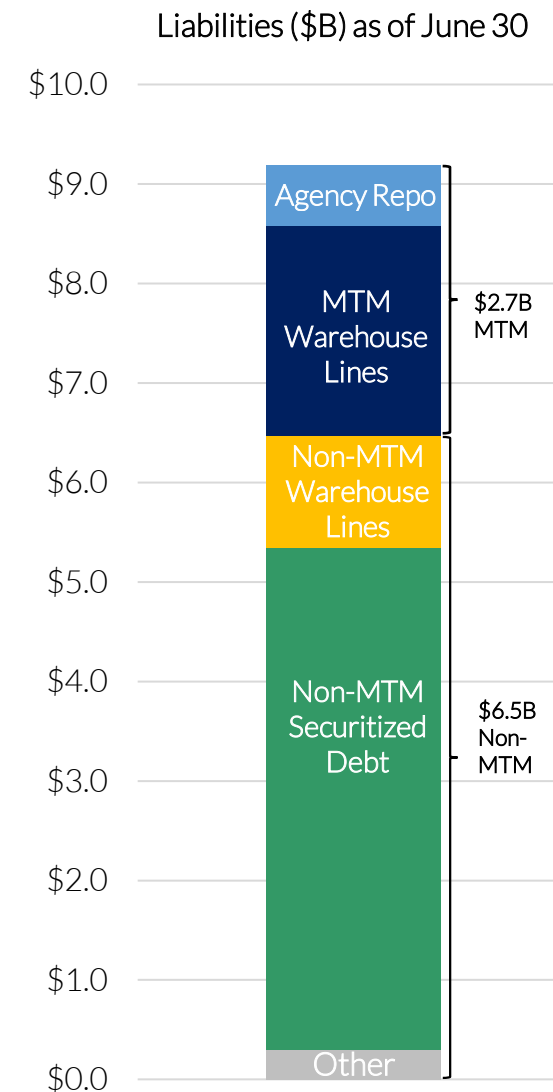 Liabilities ($B) as of June 30
$10.0
$9.0
Agency Repo
$8.0
MTM
Warehouse
Lines
$2.7B
MTM
$7.0
Non-MTM
Warehouse
Lines
$6.0
$5.0
$4.0
Non-MTM
Securitized
Debt
$6.5B
Non-
MTM
$3.0
$2.0
$1.0
Other
$0.0